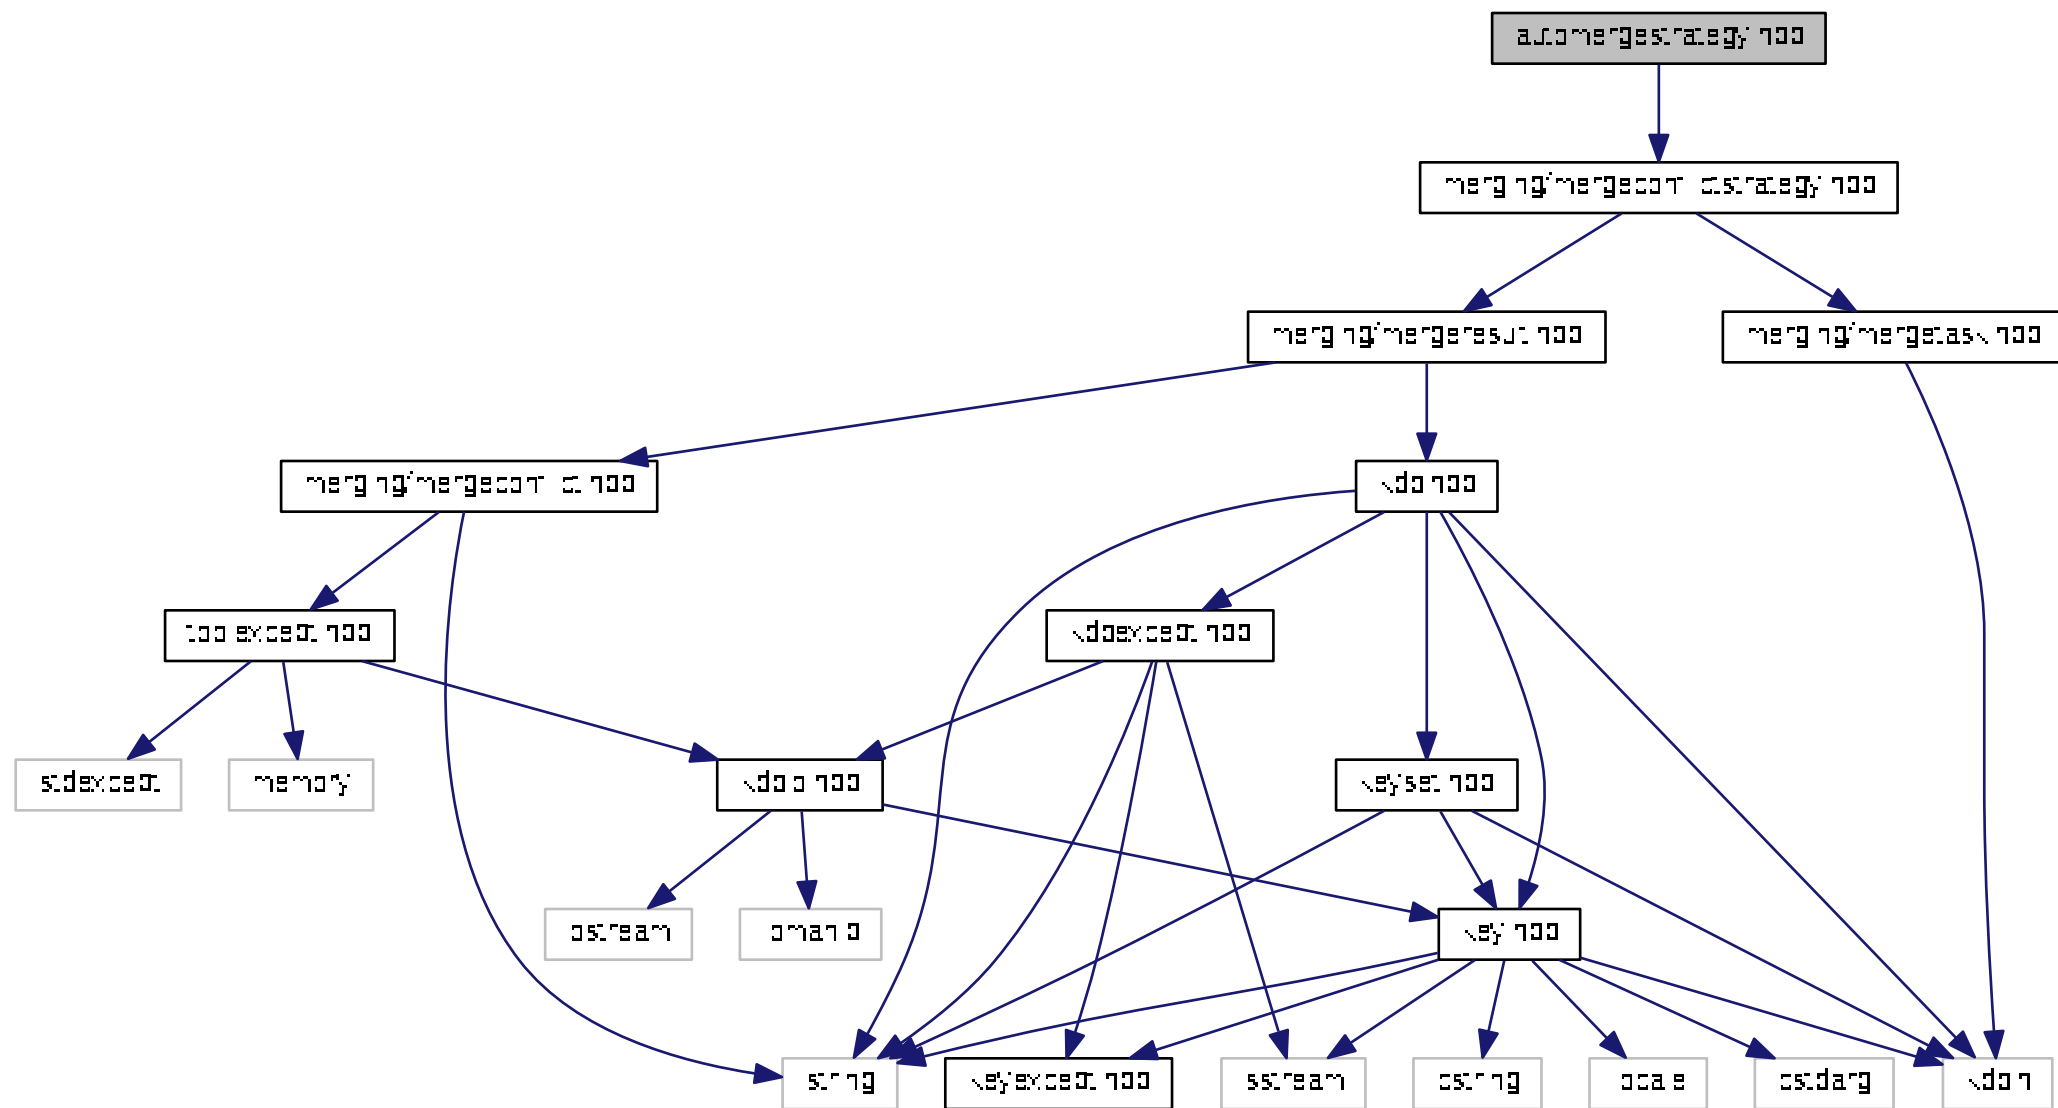 automergestrategy.hpp
merging/mergeconflictstrategy.hpp
merging/mergeresult.hpp
merging/mergetask.hpp
merging/mergeconflict.hpp
kdb.hpp
toolexcept.hpp
kdbexcept.hpp
stdexcept
memory
kdbio.hpp
keyset.hpp
ostream
iomanip
key.hpp
string
keyexcept.hpp
sstream
cstring
locale
cstdarg
kdb.h